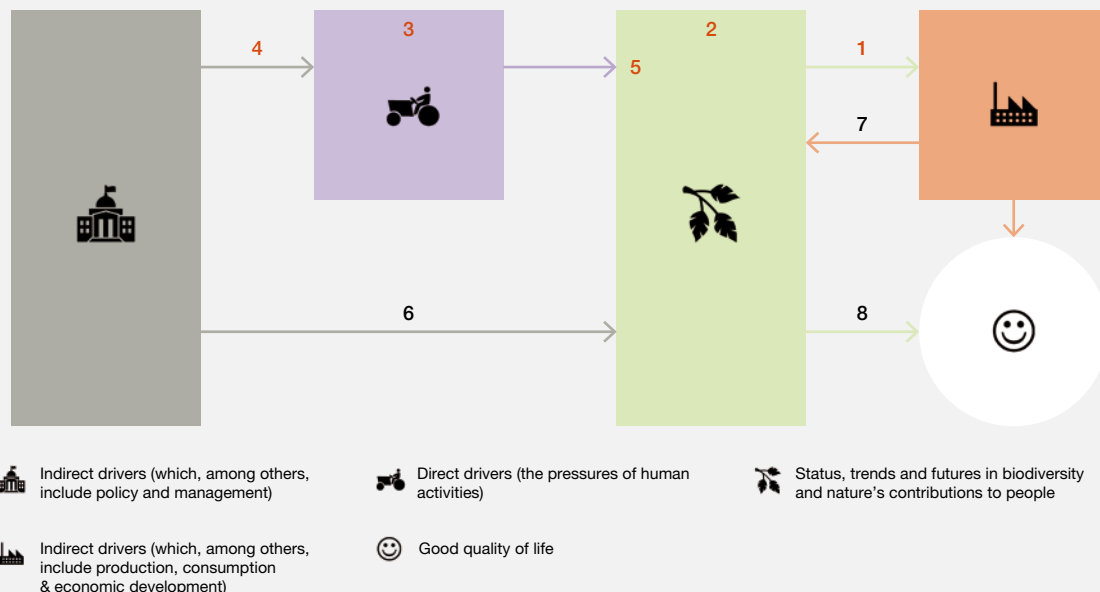 3
2
4
5
1
7
6
8
Indirect drivers (which, among others,
include policy and management)
Direct drivers (the pressures of human
activities)
Status, trends and futures in biodiversity
and nature's contributions to people
Indirect drivers (which, among others,
include production, consumption
& economic development)
Good quality of life